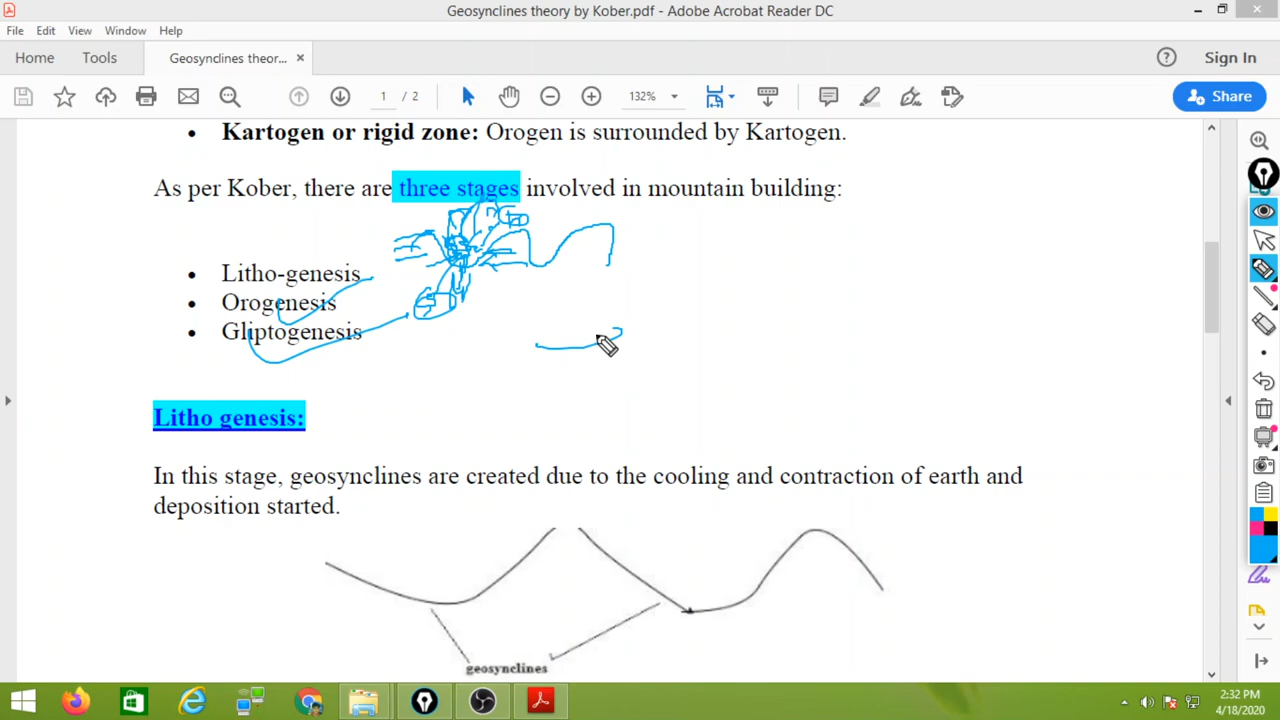 Geosynclines theory by Kober.pdf - Adobe Acrobat Reader DC
File Edit View Window Help
Home Tools Geosynclines theor... Sign In
1 / 2 132% Share
• Kartogen or rigid zone: Orogen is surrounded by Kartogen.
As per Kober, there are three stages involved in mountain building:
• Litho-genesis
• Orogenesis
• Gliptogenesis
Litho genesis:
In this stage, geosynclines are created due to the cooling and contraction of earth and
deposition started.
geosynclines
2:32 PM
4/18/2020